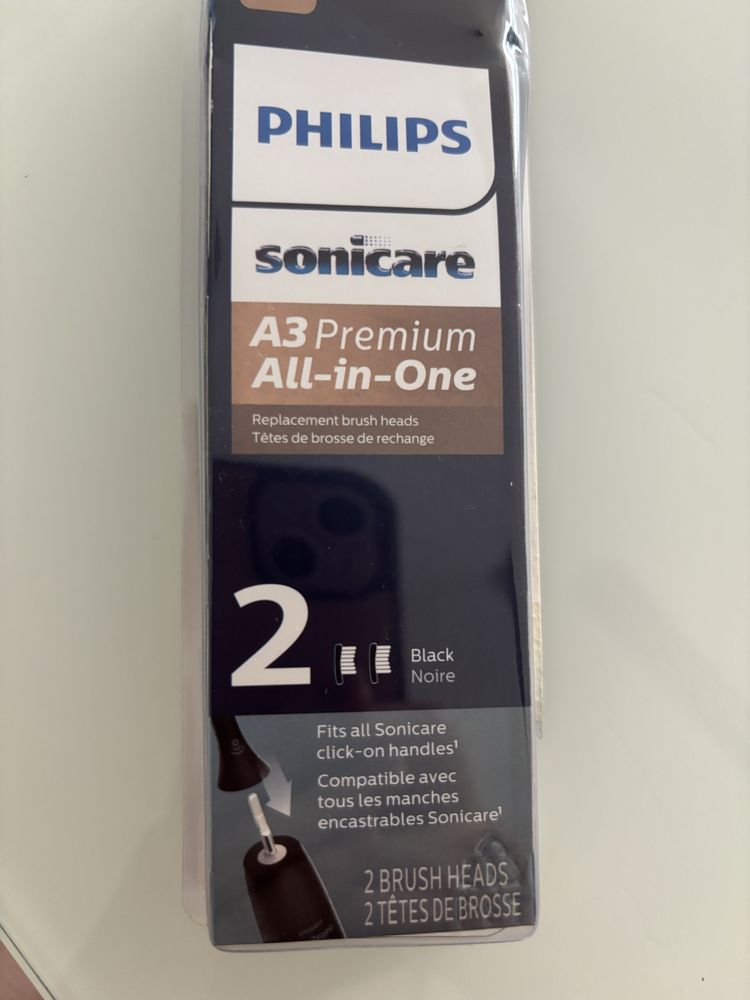 PHILIPS
sonicare
A3 Premium
All-in-One
Replacement brush heads
Têtes de brosse de rechange
2
Black
Noire
Fits all Sonicare
click-on handles¹
Compatible avec
tous les manches
encastrables Sonicare¹
2 BRUSH HEADS
2 TÊTES DE BROSSE